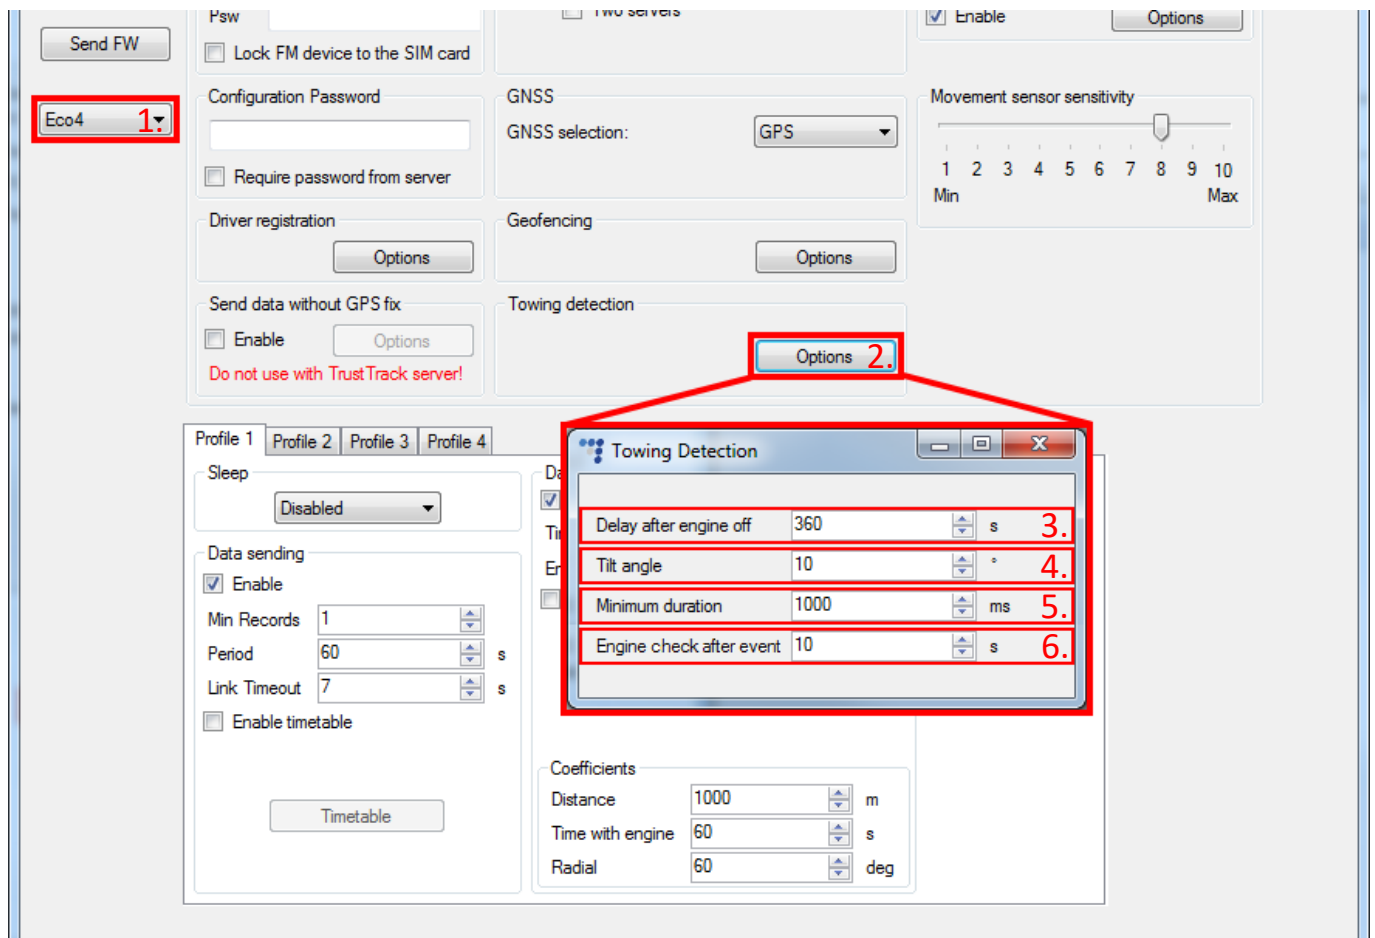 Psw
Two servers
Enable
Options
Send FW
Lock FM device to the SIM card
Eco4
1.
Configuration Password
Require password from server
GNSS
GNSS selection:
GPS
Movement sensor sensitivity
1 2 3 4 5 6 7 8 9 10
Min
Max
Driver registration
Options
Geofencing
Options
Send data without GPS fix
Enable
Options
Do not use with TrustTrack server!
Towing detection
Options
2.
Profile 1
Profile 2
Profile 3
Profile 4
Sleep
Disabled
Data sending
Enable
Min Records 1
Period 60 s
Link Timeout 7 s
Enable timetable
Timetable
Da
Ti
En
Towing Detection
Delay after engine off 360 s 3.
Tilt angle 10 ° 4.
Minimum duration 1000 ms 5.
Engine check after event 10 s 6.
Coefficients
Distance 1000 m
Time with engine 60 s
Radial 60 deg